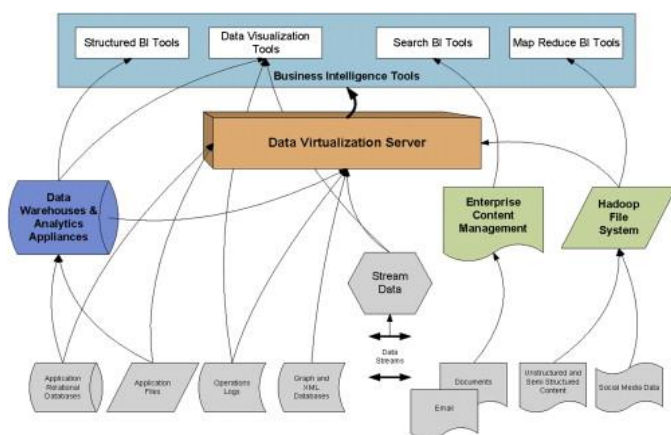 Structured BI Tools
Data Visualization
Tools
Search BI Tools
Map Reduce BI Tools
Business Intelligence Tools
Data Virtualization Server
Data
Warehouses &
Analytics
Appliances
Enterprise
Content
Management
Hadoop
File
System
Stream
Data
Data
Streams
Application
Relational
Databases
Application
Files
Operations
Logs
Graph and
XML
Databases
Documents
Email
Unstructured and
Semi Structured
Content
Social Media Data